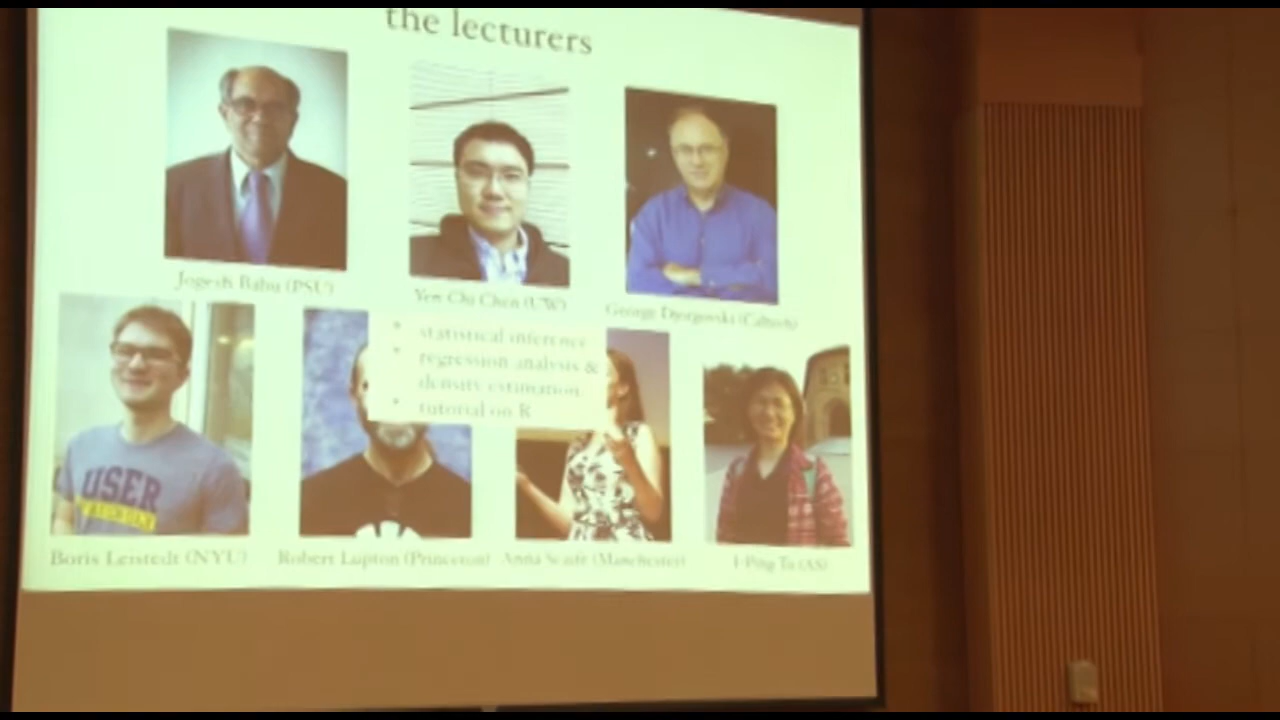 the lecturers
Jogesh Babu (PSU)
Yen-Chi Chen (UW)
George Djorgovski (Caltech)
statistical inference
regression analysis &
density estimation
tutorial on R
USER
Boris Leistedt (NYU)
Robert Lupton (Princeton)
Anna Scaife (Manchester)
I-Ping Tu (AS)